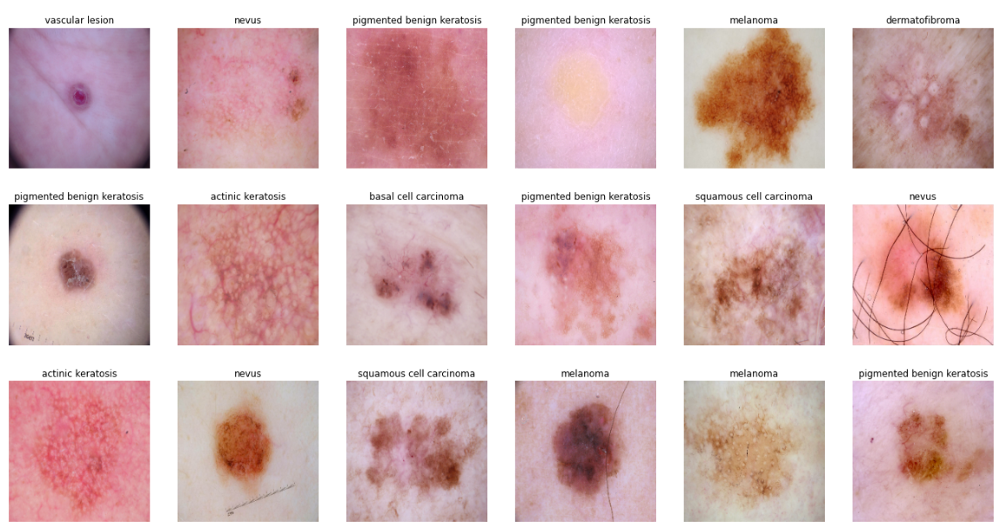 vascular lesion
nevus
pigmented benign keratosis
pigmented benign keratosis
melanoma
dermatofibroma
pigmented benign keratosis
actinic keratosis
basal cell carcinoma
pigmented benign keratosis
squamous cell carcinoma
nevus
actinic keratosis
nevus
squamous cell carcinoma
melanoma
melanoma
pigmented benign keratosis